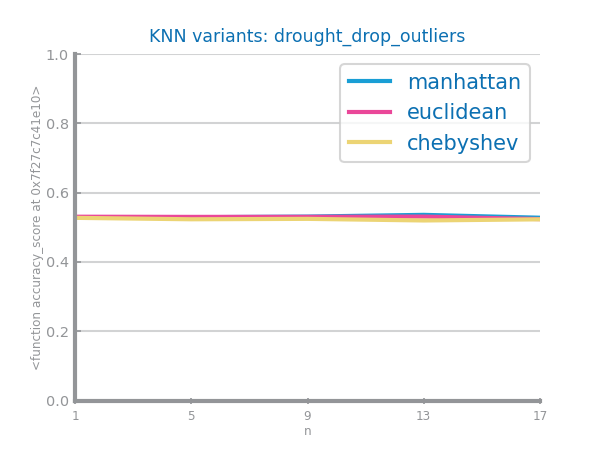 KNN variants: drought_drop_outliers
manhattan
euclidean
chebyshev
<function accuracy_score at 0x7f27c7c41e10>
1.0
0.8
0.6
0.4
0.2
0.0
1 5 9 13 17
n